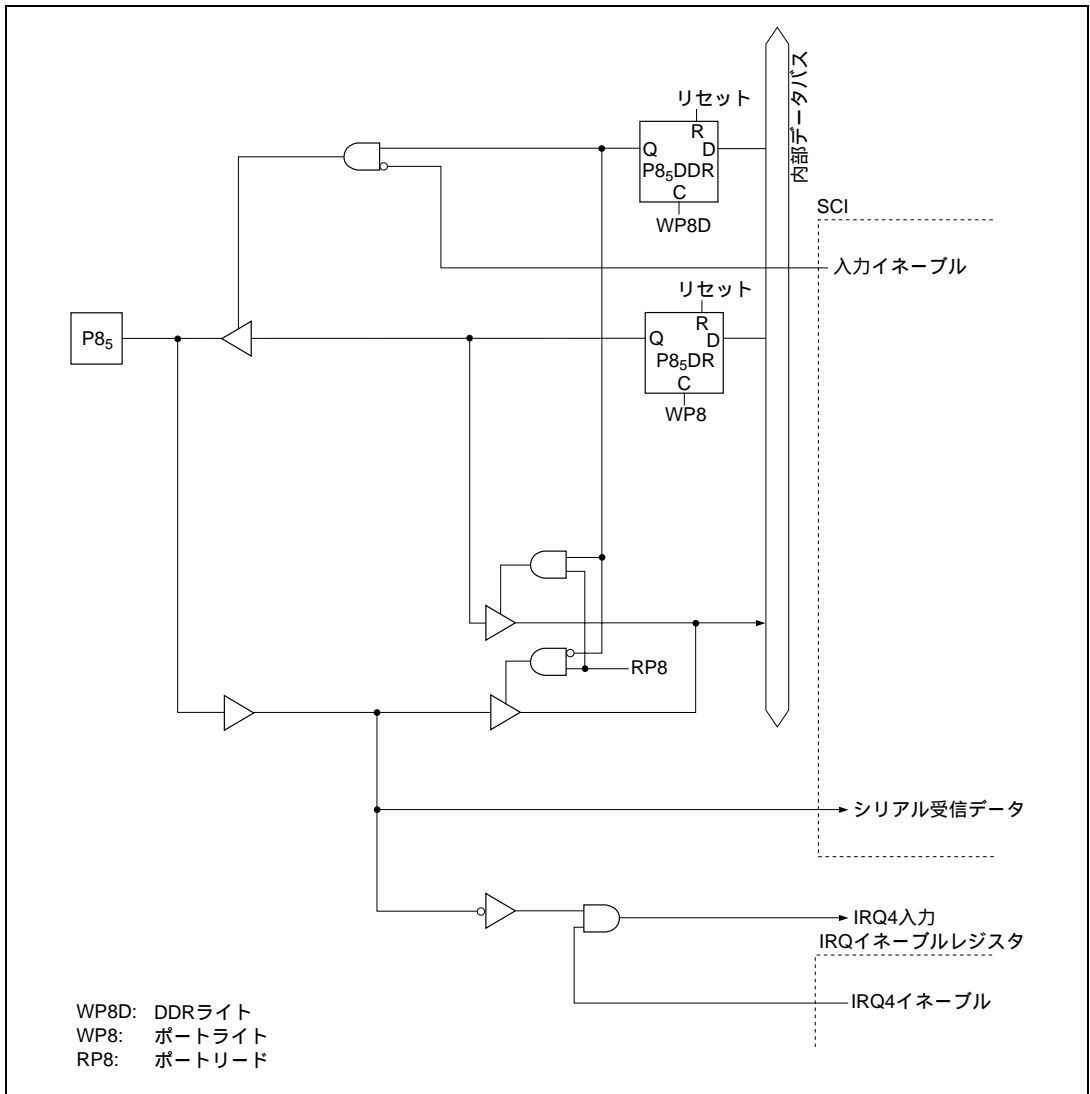 内部データバス
リセット
R
Q D
P8₅DDR
C
WP8D
SCI
入力イネーブル
リセット
R
P8₅
Q D
P8₅DR
C
WP8
RP8
シリアル受信データ
IRQ4入力
IRQイネーブルレジスタ
IRQ4イネーブル
WP8D: DDRライト
WP8: ポートライト
RP8: ポートリード